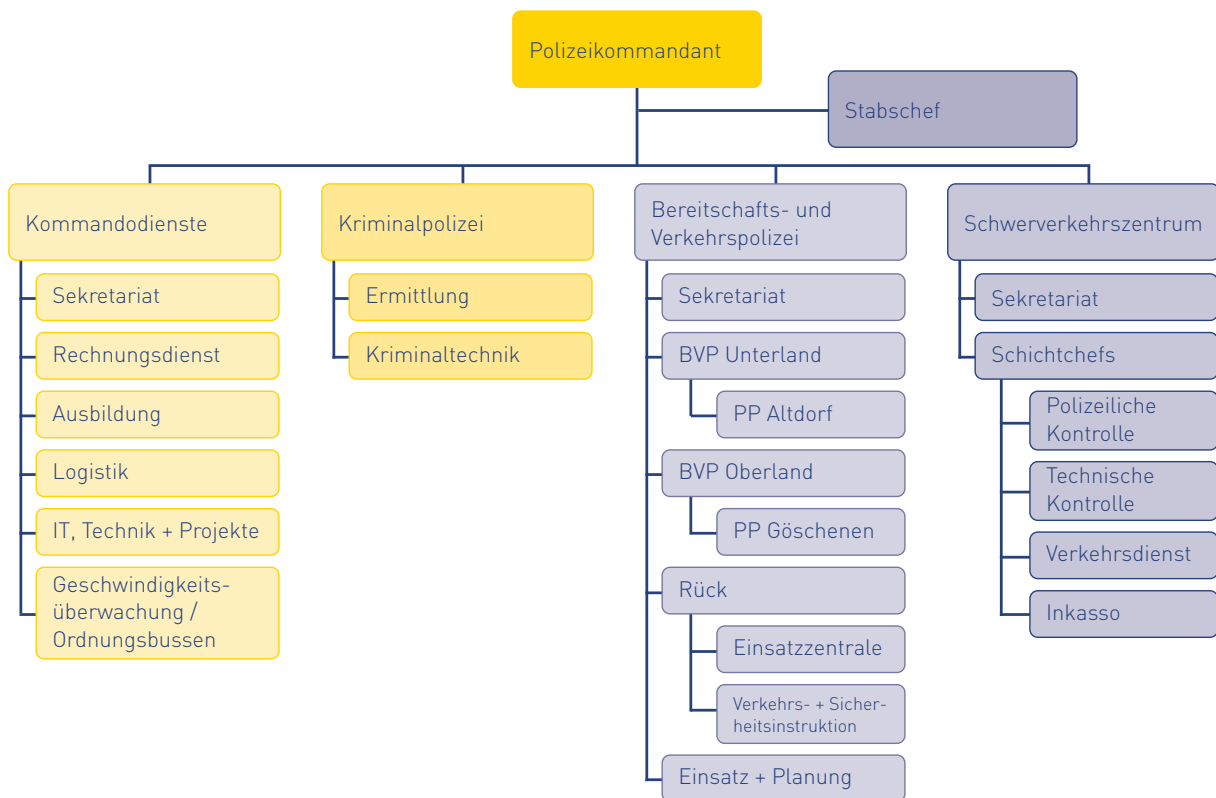 Polizeikommandant
Stabschef
Kommandodienste
Sekretariat
Rechnungsdienst
Ausbildung
Logistik
IT, Technik + Projekte
Geschwindigkeits-
überwachung /
Ordnungsbussen
Kriminalpolizei
Ermittlung
Kriminaltechnik
Bereitschafts- und
Verkehrspolizei
Sekretariat
BVP Unterland
PP Altdorf
BVP Oberland
PP Göschenen
Rück
Einsatzzentrale
Verkehrs- + Sicher-
heitsinstruktion
Einsatz + Planung
Schwerverkehrszentrum
Sekretariat
Schichtchefs
Polizeiliche
Kontrolle
Technische
Kontrolle
Verkehrsdienst
Inkasso